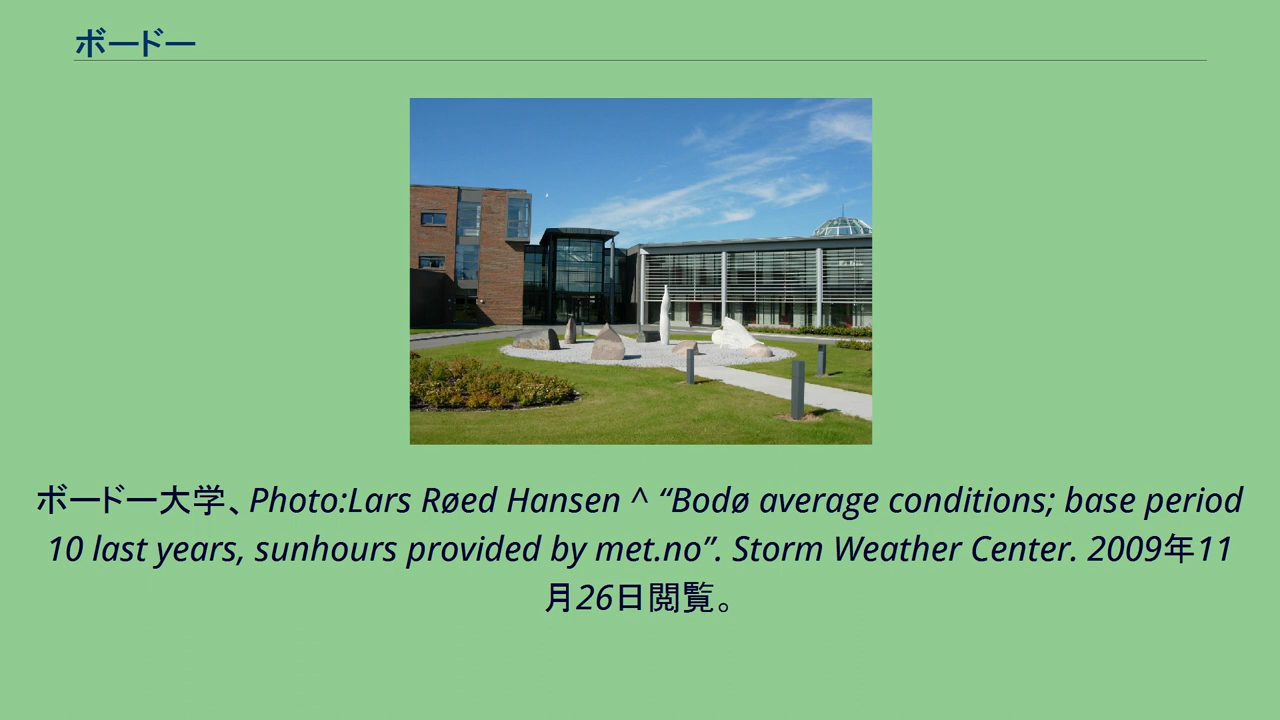 ボードー
ボードー大学、Photo:Lars Røed Hansen ^ “Bodø average conditions; base period
10 last years, sunhours provided by met.no”. Storm Weather Center. 2009年11
月26日閲覧。